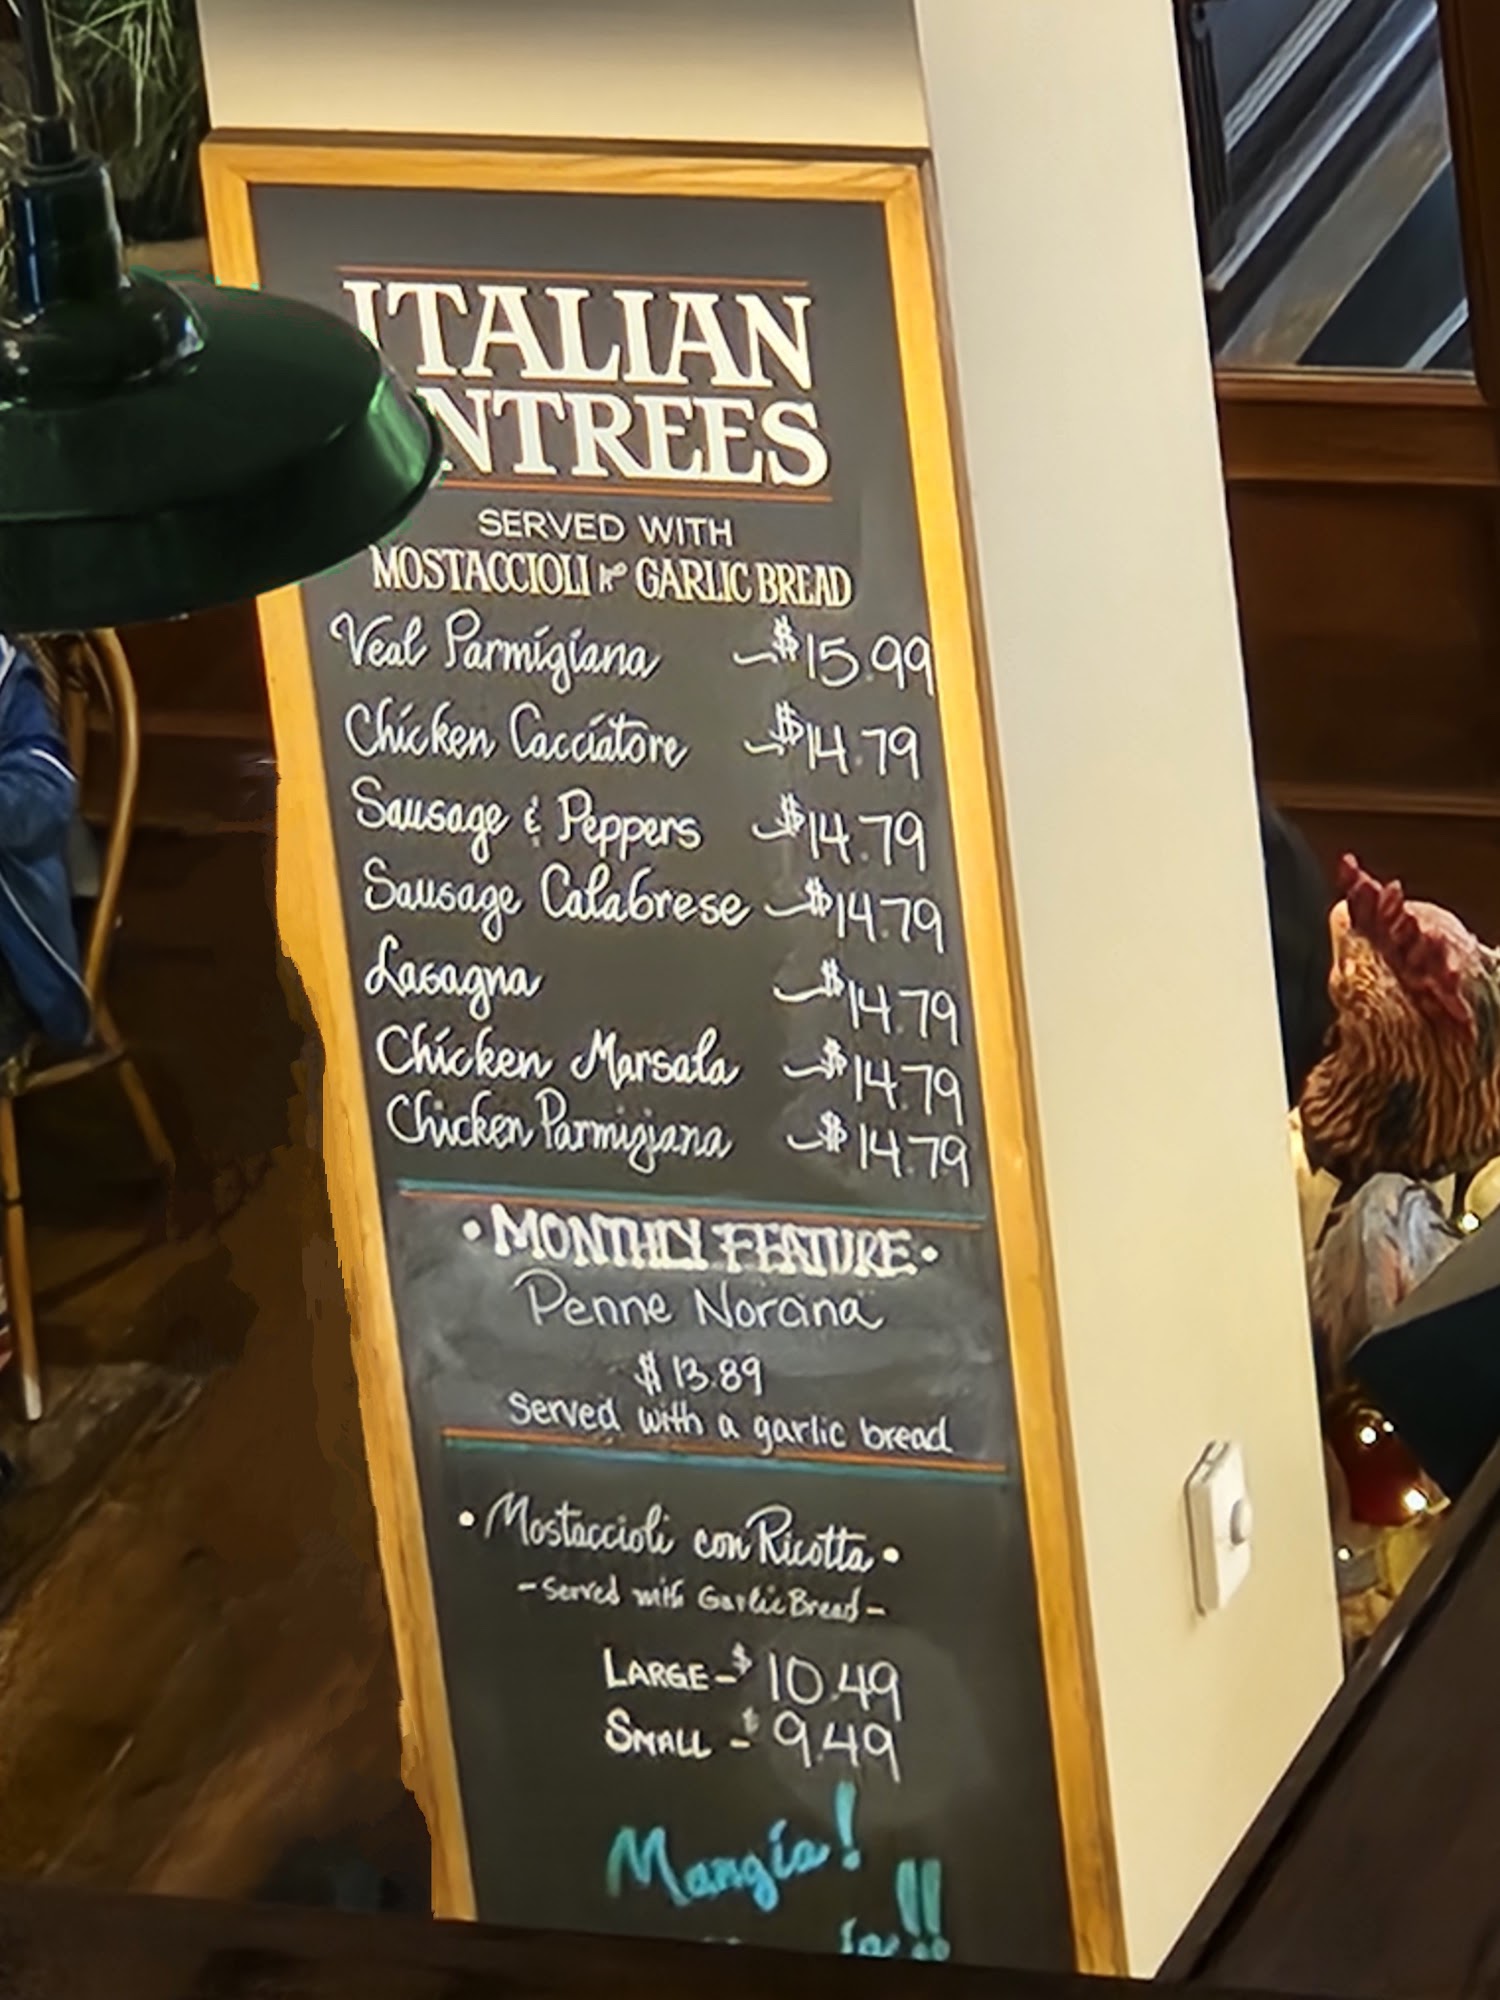 ITALIAN
NTREES
SERVED WITH
MOSTACCIOLI GARLIC BREAD
Veal Parmigiana - $15.99
Chicken Cacciatore - $14.79
Sausage & Peppers - $14.79
Sausage Calabrese - $14.79
Lasagna - $14.79
Chicken Marsala - $14.79
Chicken Parmigiana - $14.79
• MONTHLY FEATURE •
Penne Norcina
$13.89
served with a garlic bread
• Mostaccioli con Ricotta •
- Served with Garlic Bread -
LARGE - $10.49
SMALL - $9.49
Mangia!